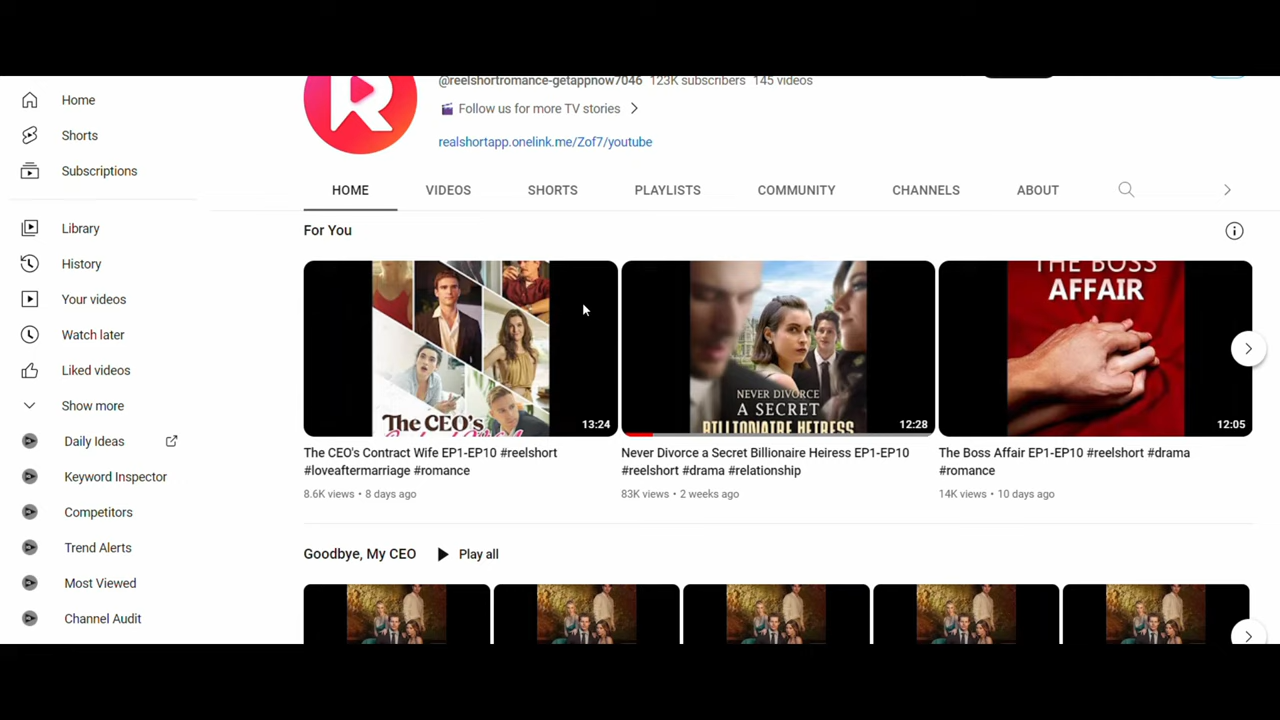 @reelshortromance-getappnow7046 123K subscribers 145 videos
Follow us for more TV stories
realshortapp.onelink.me/Zof7/youtube
Home
Shorts
Subscriptions
Library
History
Your videos
Watch later
Liked videos
Show more
Daily Ideas
Keyword Inspector
Competitors
Trend Alerts
Most Viewed
Channel Audit
HOME VIDEOS SHORTS PLAYLISTS COMMUNITY CHANNELS ABOUT
For You
The CEO's
13:24
NEVER DIVORCE
A SECRET
BILLIONAIRE HEIRESS
12:28
THE BOSS
AFFAIR
12:05
The CEO's Contract Wife EP1-EP10 #reelshort
#loveaftermarriage #romance
8.6K views • 8 days ago
Never Divorce a Secret Billionaire Heiress EP1-EP10
#reelshort #drama #relationship
83K views • 2 weeks ago
The Boss Affair EP1-EP10 #reelshort #drama
#romance
14K views • 10 days ago
Goodbye, My CEO Play all